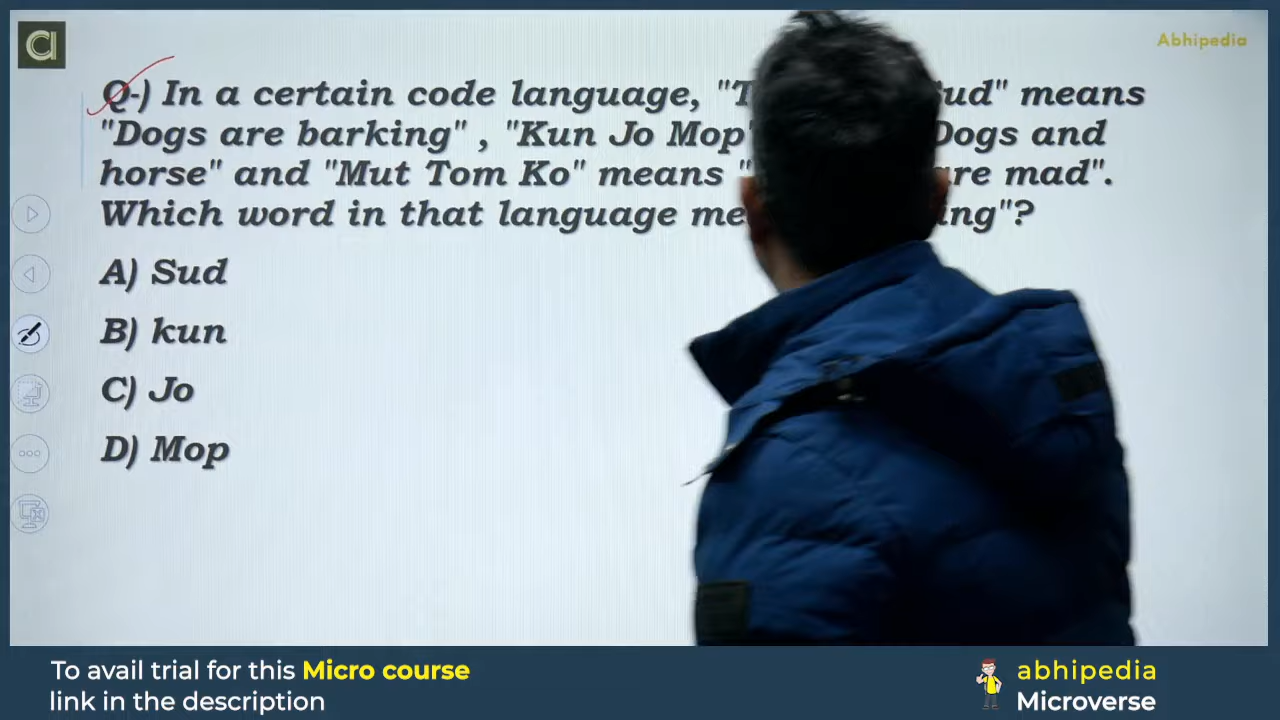 Abhipedia
Q-) In a certain code language, "T ud" means
"Dogs are barking" , "Kun Jo Mop" Dogs and
horse" and "Mut Tom Ko" means " re mad".
Which word in that language me ing"?
A) Sud
B) kun
C) Jo
D) Mop
To avail trial for this Micro course
link in the description
abhipedia
Microverse